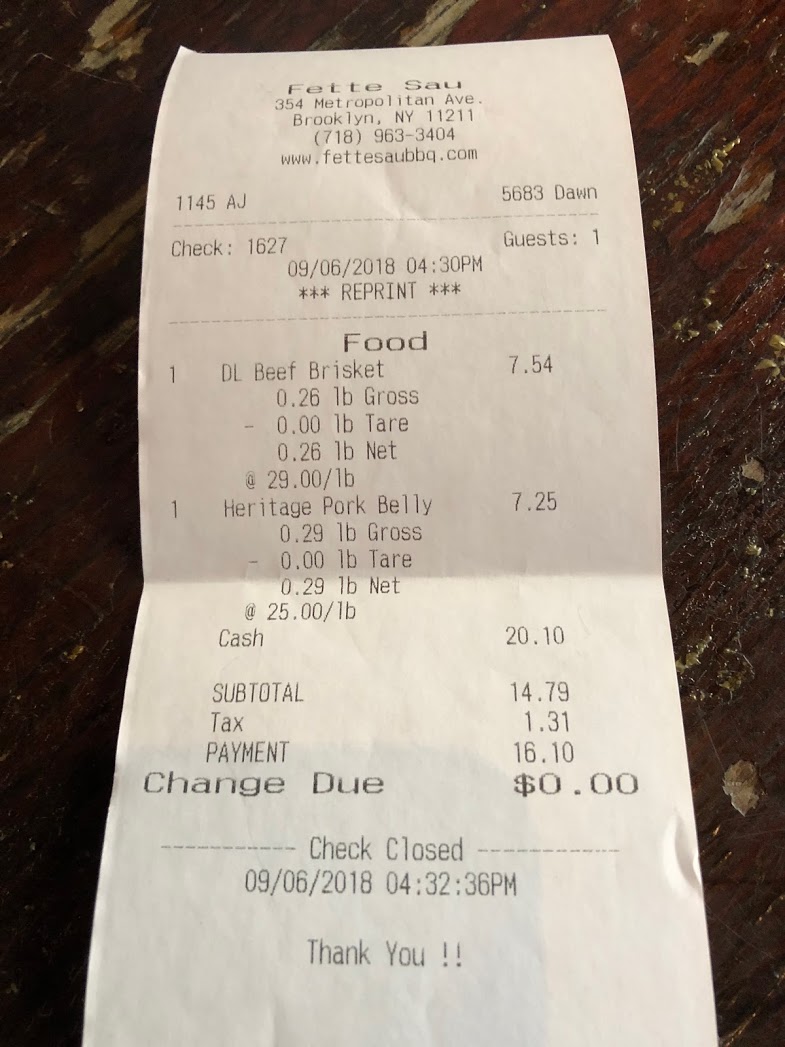 Fette Sau
354 Metropolitan Ave.
Brooklyn, NY 11211
(718) 963-3404
www.fettesaubbq.com
1145 AJ 5683 Dawn
Check: 1627 Guests: 1
09/06/2018 04:30PM
*** REPRINT ***
Food
1 DL Beef Brisket 7.54
0.26 lb Gross
- 0.00 lb Tare
0.26 lb Net
@ 29.00/lb
1 Heritage Pork Belly 7.25
0.29 lb Gross
- 0.00 lb Tare
0.29 lb Net
@ 25.00/lb
Cash 20.10
SUBTOTAL 14.79
Tax 1.31
PAYMENT 16.10
Change Due $0.00
---------- Check Closed ----------
09/06/2018 04:32:36PM
Thank You !!